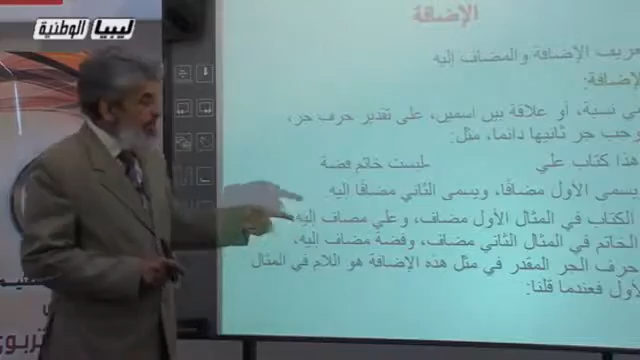 ليبيا الوطنية
الإضافة
تعريف الإضافة والمضاف إليه
الإضافة:
هي نسبة، أو علاقة بين اسمين، على تقدير حرف جر،
توجب جر ثانيهما دائما، مثل:
هذا كتاب علي لبست خاتم فضة
يسمى الأول مضافًا، ويسمى الثاني مضافًا إليه
الكتاب في المثال الأول مضاف، وعلي مضاف إليه
الخاتم في المثال الثاني مضاف، وفضة مضاف إليه،
حرف الجر المقدر في مثل هذه الإضافة هو اللام في المثال
الأول فعندما قلنا: